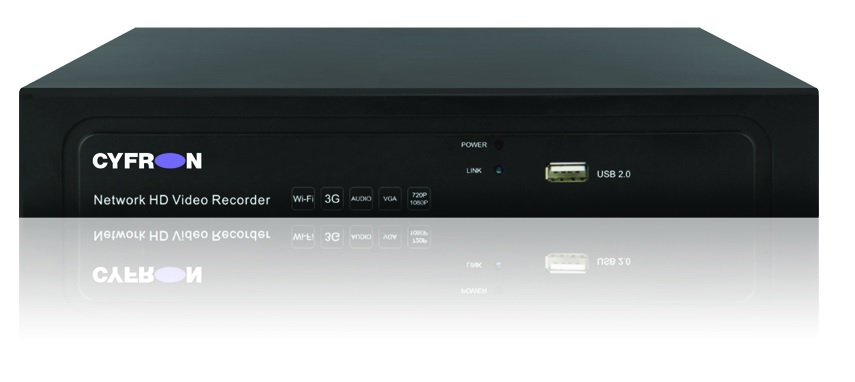 CYFRON
Network HD Video Recorder
Wi-Fi
3G
AUDIO
VGA
720P
1080P
POWER
LINK
USB 2.0